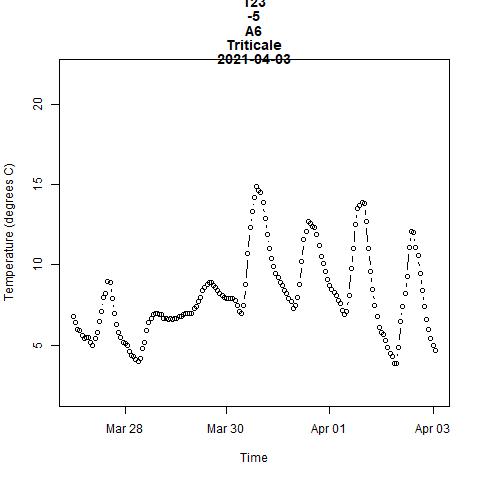 123
-5
A6
Triticale
2021-04-03
Temperature (degrees C)
20
15
10
5
Mar 28 Mar 30 Apr 01 Apr 03
Time